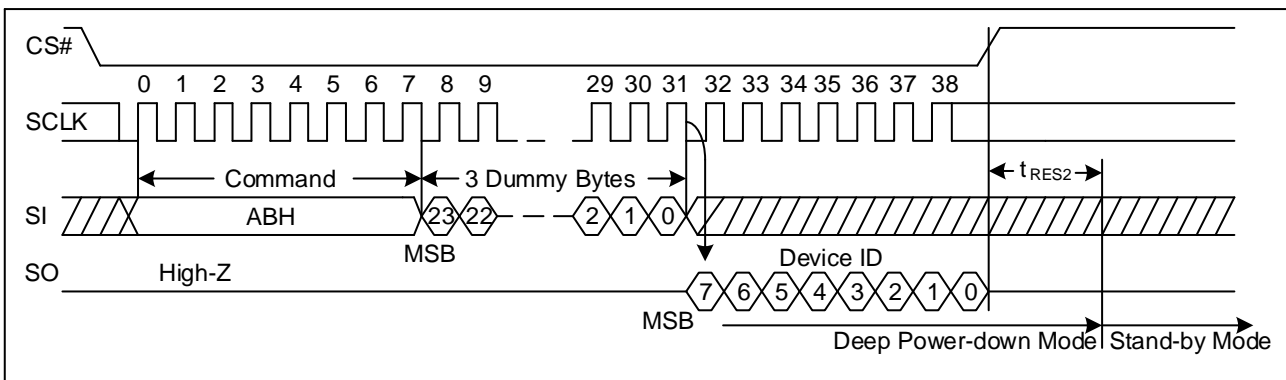 CS#
0 1 2 3 4 5 6 7 8 9 29 30 31 32 33 34 35 36 37 38
SCLK
Command 3 Dummy Bytes tRES2
SI ABH 23 22 2 1 0
MSB
SO High-Z Device ID
7 6 5 4 3 2 1 0
MSB
Deep Power-down Mode Stand-by Mode